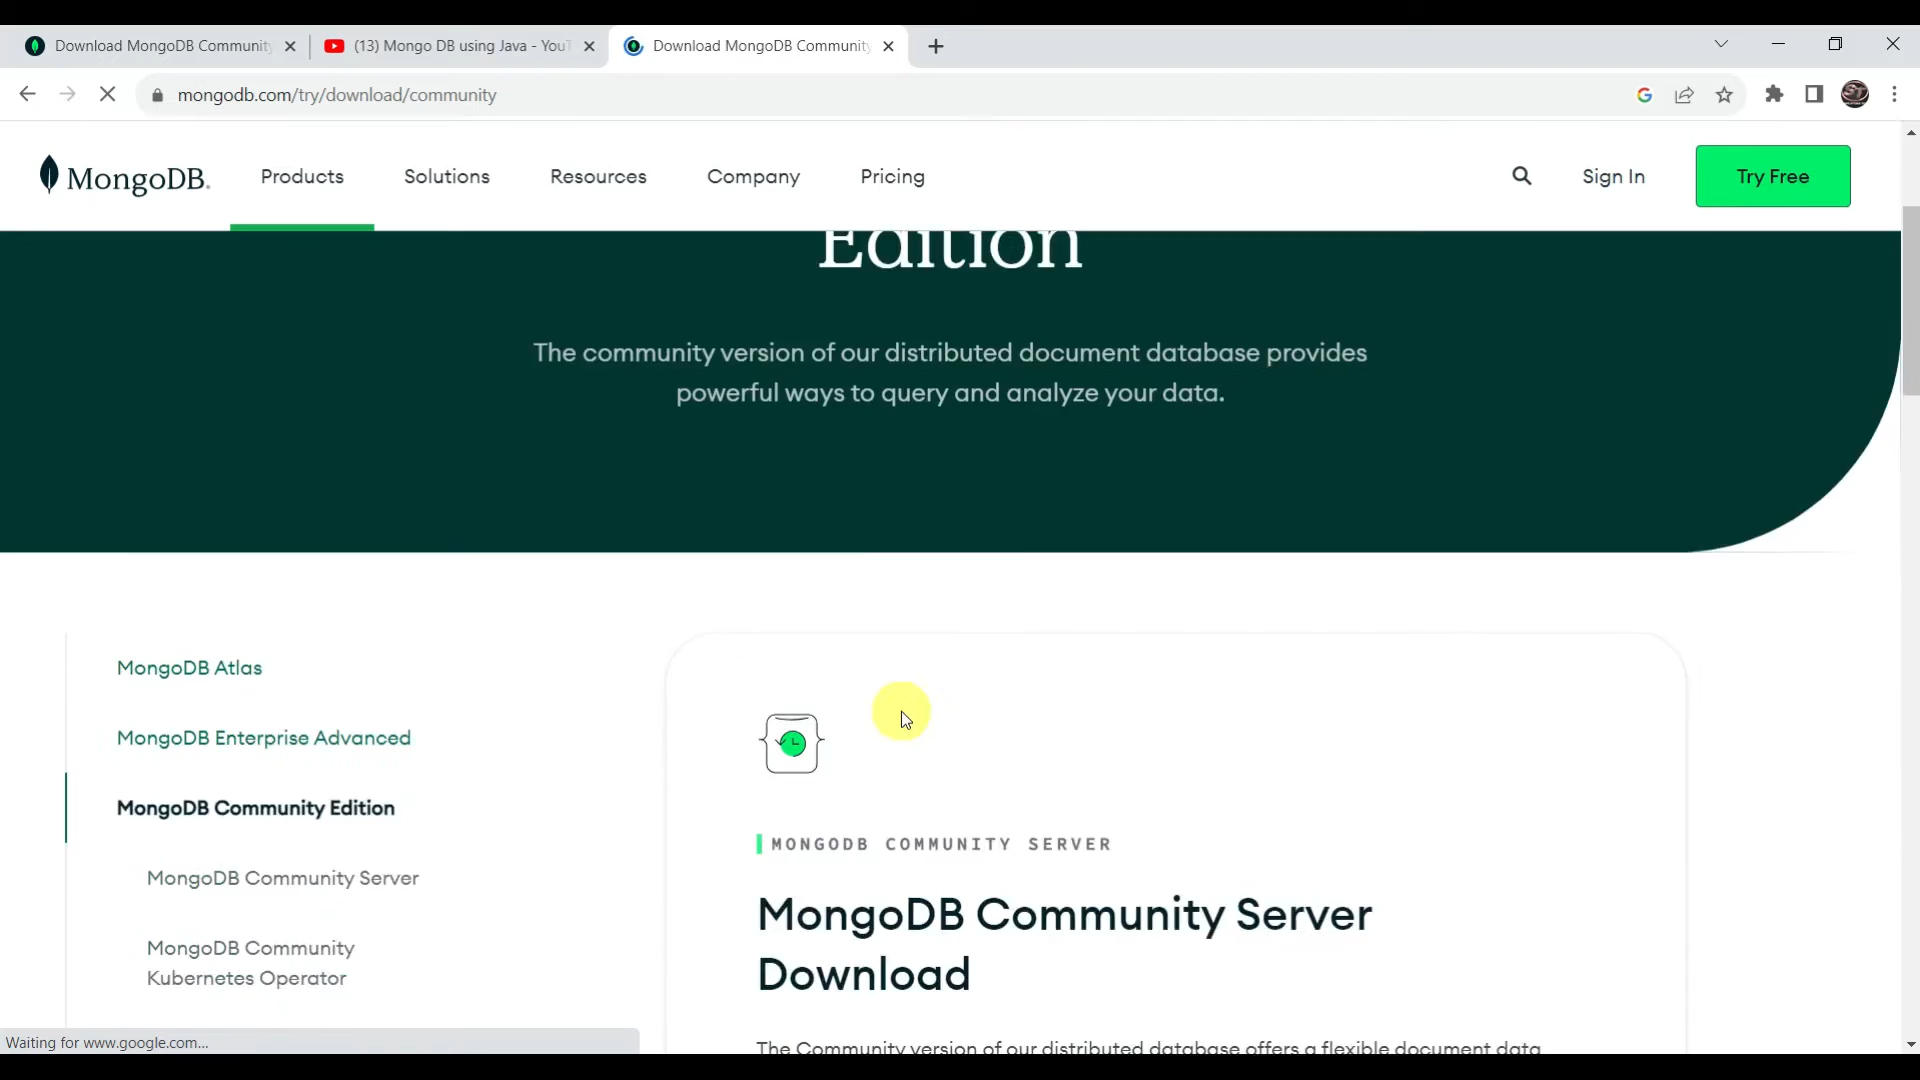 Download MongoDB Community
(13) Mongo DB using Java - YouT
Download MongoDB Community
mongodb.com/try/download/community
MongoDB.
Products
Solutions
Resources
Company
Pricing
Sign In
Try Free
Edition
The community version of our distributed document database provides
powerful ways to query and analyze your data.
MongoDB Atlas
MongoDB Enterprise Advanced
MongoDB Community Edition
MongoDB Community Server
MongoDB Community
Kubernetes Operator
MONGODB COMMUNITY SERVER
MongoDB Community Server
Download
The Community version of our distributed database offers a flexible document data
Waiting for www.google.com...